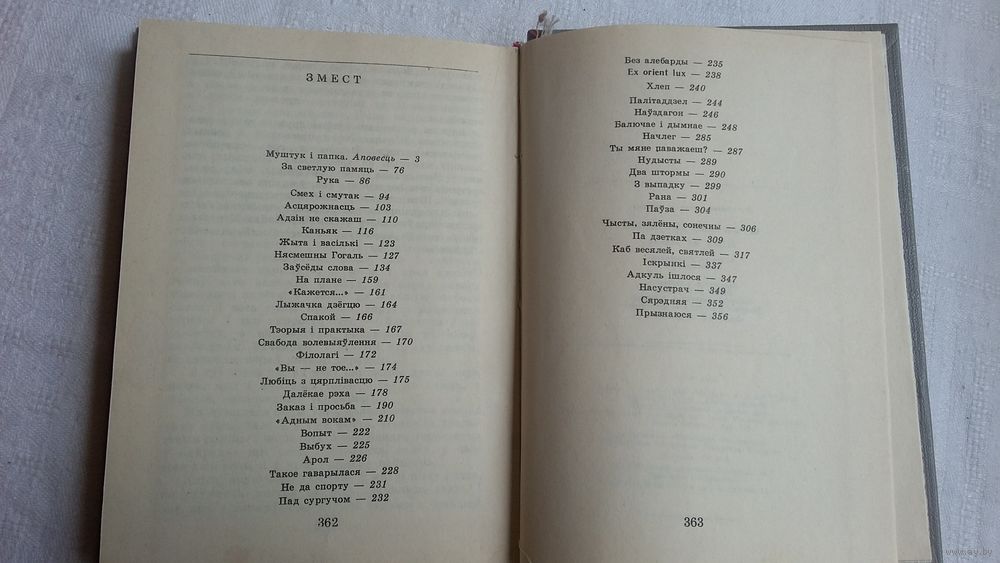 ЗМЕСТ
Муштук і папка. Аповесць — 3
За светлую памяць — 76
Рука — 86
Смех і смутак — 94
Асцярожнасць — 103
Адзін не скажаш — 110
Каньяк — 116
Жыта і васількі — 123
Нясмешны Гогаль — 127
Заўсёды слова — 134
На плане — 159
«Кажется...» — 161
Лыжачка дзёгцю — 164
Спакой — 166
Тэорыя і практыка — 167
Свабода волевыяўлення — 170
Філолагі — 172
«Вы — не тое...» — 174
Любіць з цярплівасцю — 175
Далёкае рэха — 178
Заказ і просьба — 190
«Адным вокам» — 210
Вопыт — 222
Выбух — 225
Арол — 226
Такое гаварылася — 228
Не да спорту — 231
Пад сургучом — 232
362
Без алебарды — 235
Ex orient lux — 238
Хлеп — 240
Палітаддзел — 244
Наўздагон — 246
Балючае і дымнае — 248
Начлег — 285
Ты мяне паважаеш? — 287
Нудысты — 289
Два штормы — 290
З выпадку — 299
Рана — 301
Паўза — 304
Чысты, зялёны, сонечны — 306
Па дзетках — 309
Каб весялей, святлей — 317
Іскрынкі — 337
Адкуль ішлося — 347
Насустрач — 349
Сярэдняя — 352
Прызнаюся — 356
363
www.ay.by